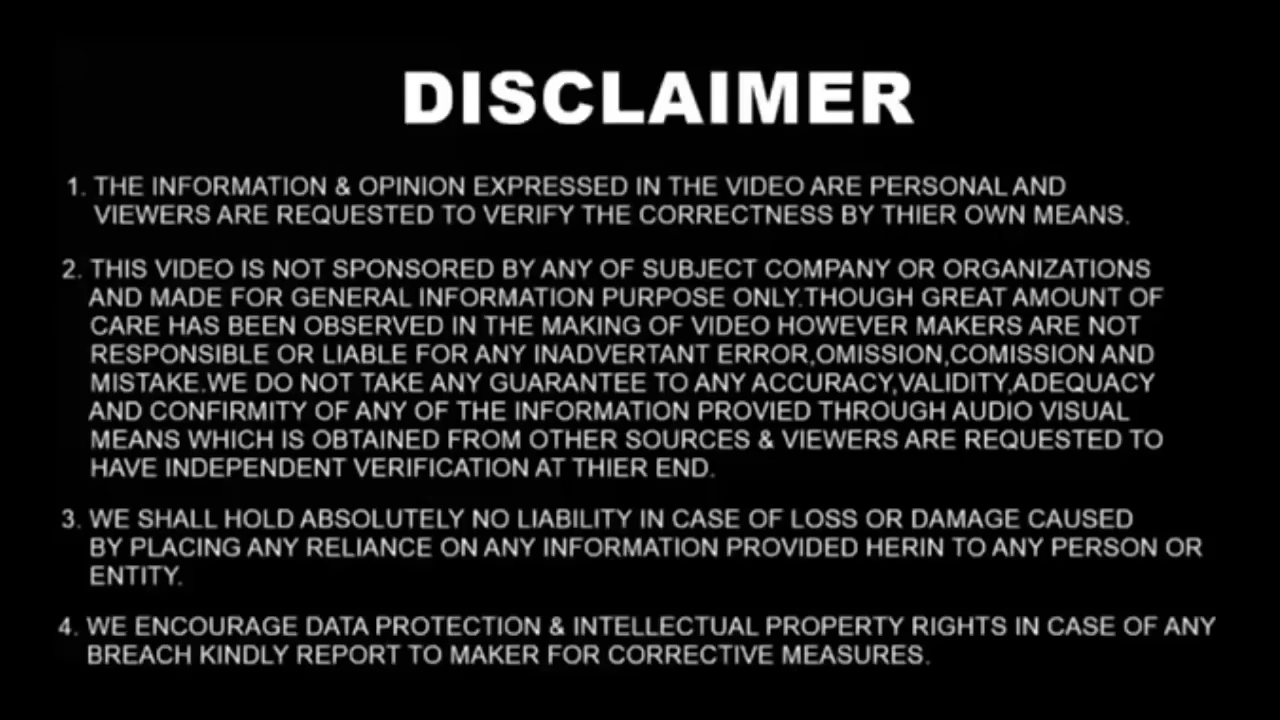 DISCLAIMER
1. THE INFORMATION & OPINION EXPRESSED IN THE VIDEO ARE PERSONAL AND
VIEWERS ARE REQUESTED TO VERIFY THE CORRECTNESS BY THIER OWN MEANS.
2. THIS VIDEO IS NOT SPONSORED BY ANY OF SUBJECT COMPANY OR ORGANIZATIONS
AND MADE FOR GENERAL INFORMATION PURPOSE ONLY.THOUGH GREAT AMOUNT OF
CARE HAS BEEN OBSERVED IN THE MAKING OF VIDEO HOWEVER MAKERS ARE NOT
RESPONSIBLE OR LIABLE FOR ANY INADVERTANT ERROR,OMISSION,COMISSION AND
MISTAKE.WE DO NOT TAKE ANY GUARANTEE TO ANY ACCURACY,VALIDITY,ADEQUACY
AND CONFIRMITY OF ANY OF THE INFORMATION PROVIED THROUGH AUDIO VISUAL
MEANS WHICH IS OBTAINED FROM OTHER SOURCES & VIEWERS ARE REQUESTED TO
HAVE INDEPENDENT VERIFICATION AT THIER END.
3. WE SHALL HOLD ABSOLUTELY NO LIABILITY IN CASE OF LOSS OR DAMAGE CAUSED
BY PLACING ANY RELIANCE ON ANY INFORMATION PROVIDED HERIN TO ANY PERSON OR
ENTITY.
4. WE ENCOURAGE DATA PROTECTION & INTELLECTUAL PROPERTY RIGHTS IN CASE OF ANY
BREACH KINDLY REPORT TO MAKER FOR CORRECTIVE MEASURES.